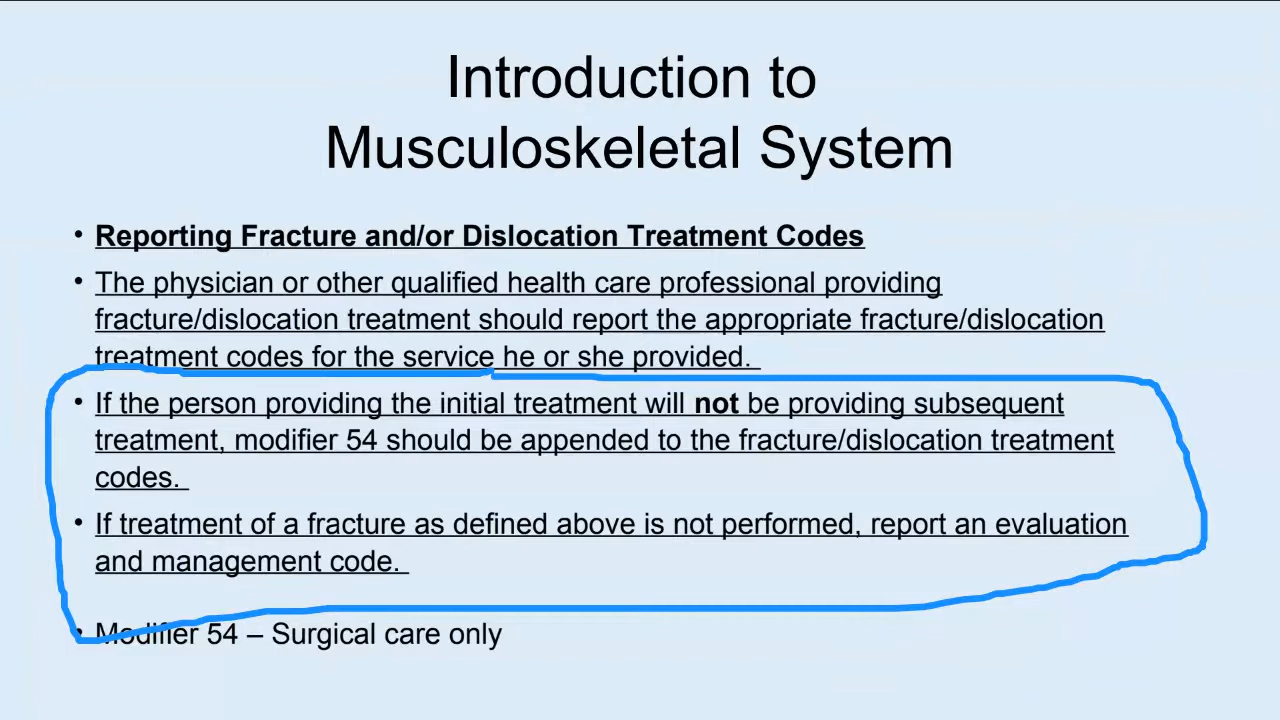 Introduction to
Musculoskeletal System
• Reporting Fracture and/or Dislocation Treatment Codes
• The physician or other qualified health care professional providing
fracture/dislocation treatment should report the appropriate fracture/dislocation
treatment codes for the service he or she provided.
• If the person providing the initial treatment will not be providing subsequent
treatment, modifier 54 should be appended to the fracture/dislocation treatment
codes.
• If treatment of a fracture as defined above is not performed, report an evaluation
and management code.
• Modifier 54 – Surgical care only